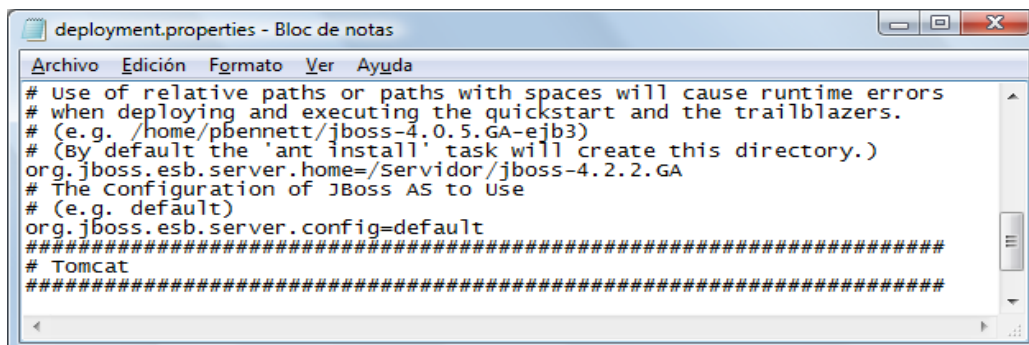 deployment.properties - Bloc de notas
Archivo Edición Formato Ver Ayuda
# Use of relative paths or paths with spaces will cause runtime errors
# when deploying and executing the quickstart and the trailblazers.
# (e.g. /home/pbennett/jboss-4.0.5.GA-ejb3)
# (By default the 'ant install' task will create this directory.)
org.jboss.esb.server.home=/Servidor/jboss-4.2.2.GA
# The Configuration of JBoss AS to Use
# (e.g. default)
org.jboss.esb.server.config=default
######################################################################
# Tomcat
######################################################################